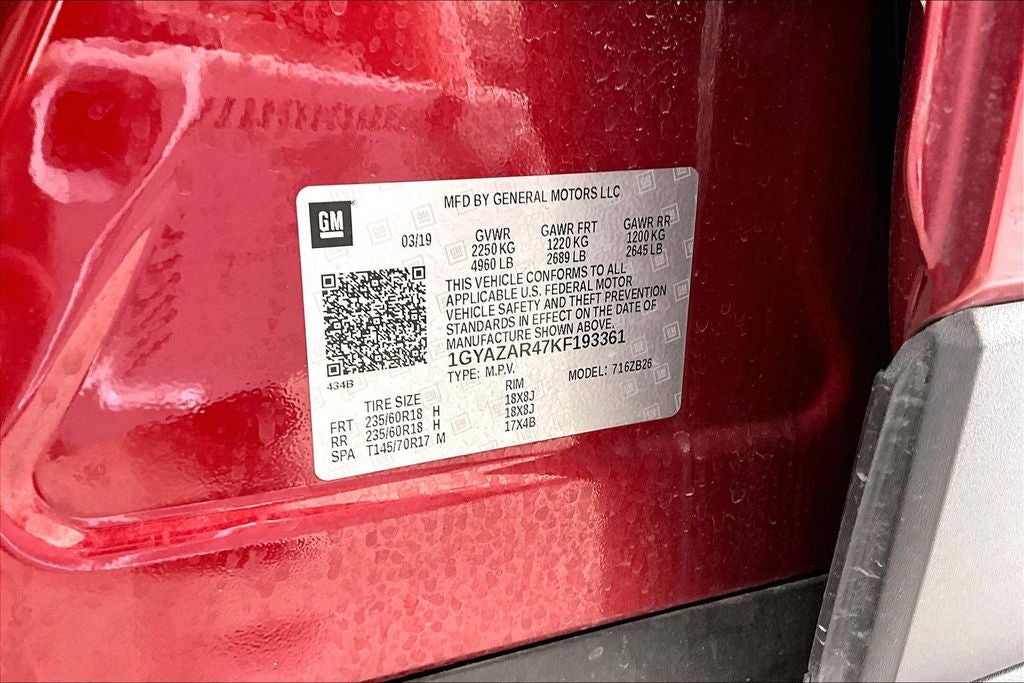 MFD BY GENERAL MOTORS LLC
GM
03/19
GVWR GAWR FRT GAWR RR
2250 KG 1220 KG 1200 KG
4960 LB 2689 LB 2645 LB
THIS VEHICLE CONFORMS TO ALL
APPLICABLE U.S. FEDERAL MOTOR
VEHICLE SAFETY AND THEFT PREVENTION
STANDARDS IN EFFECT ON THE DATE OF
MANUFACTURE SHOWN ABOVE.
1GYAZAR47KF193361
TYPE: M.P.V. MODEL: 716ZB26
434B
TIRE SIZE RIM
FRT 235/60R18 H 18X8J
RR 235/60R18 H 18X8J
SPA T145/70R17 M 17X4B